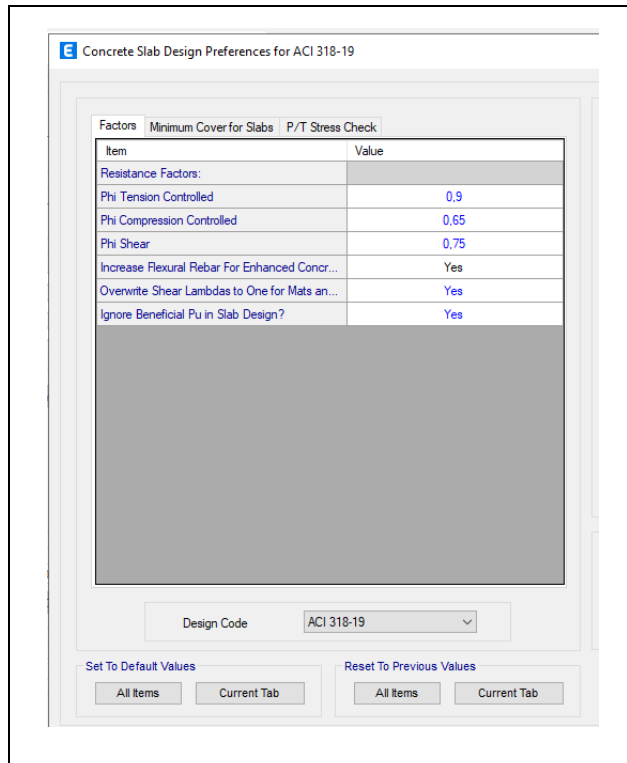 E Concrete Slab Design Preferences for ACI 318-19
Factors Minimum Cover for Slabs P/T Stress Check
Item Value
Resistance Factors:
Phi Tension Controlled 0,9
Phi Compression Controlled 0,65
Phi Shear 0,75
Increase Flexural Rebar For Enhanced Concr... Yes
Overwrite Shear Lambdas to One for Mats an... Yes
Ignore Beneficial Pu in Slab Design? Yes
Design Code ACI 318-19
Set To Default Values Reset To Previous Values
All Items Current Tab All Items Current Tab